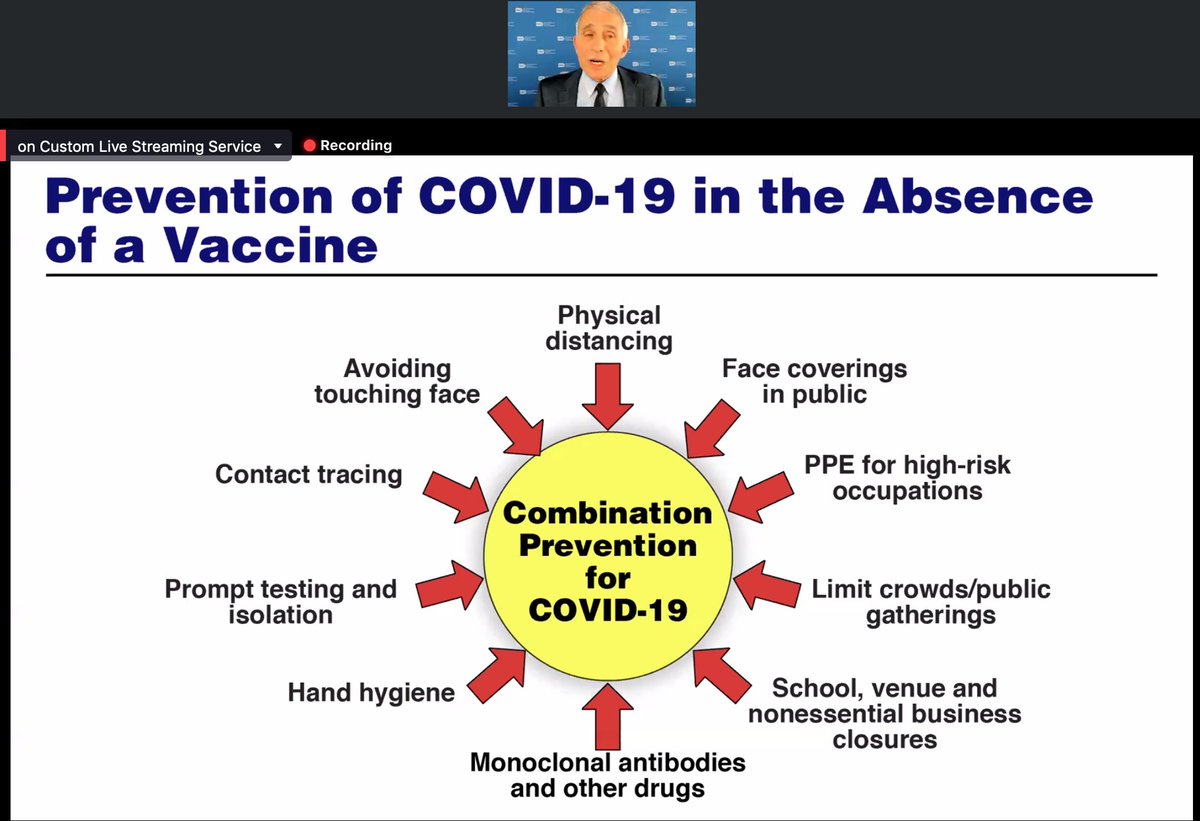 on Custom Live Streaming Service
Recording
Prevention of COVID-19 in the Absence
of a Vaccine
Physical
distancing
Face coverings
in public
PPE for high-risk
occupations
Limit crowds/public
gatherings
School, venue and
nonessential business
closures
Monoclonal antibodies
and other drugs
Hand hygiene
Prompt testing and
isolation
Contact tracing
Avoiding
touching face
Combination
Prevention
for
COVID-19